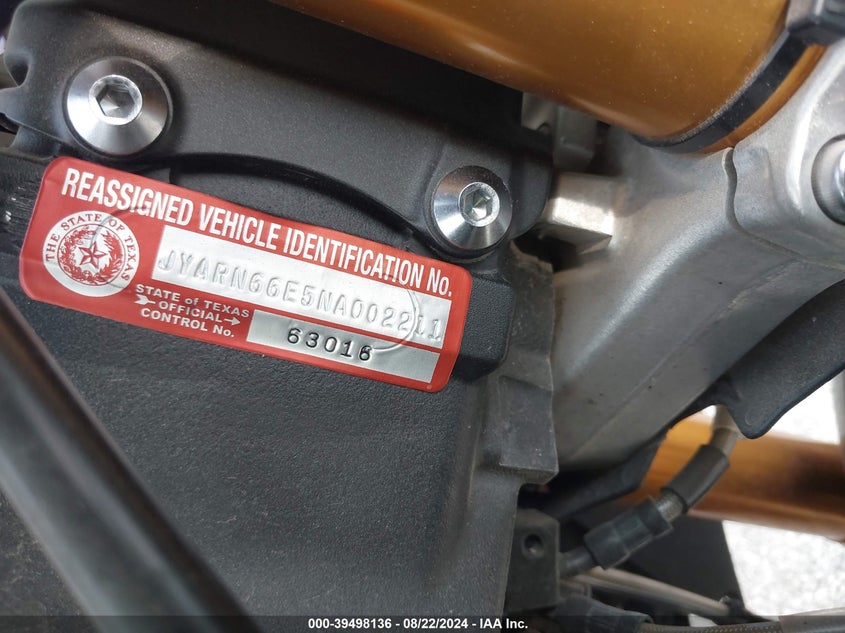 REASSIGNED VEHICLE IDENTIFICATION No.
THE STATE OF TEXAS
JYARN66E5NA002211
STATE of TEXAS
OFFICIAL
CONTROL No.
63016
000-39498136 - 08/22/2024 - IAA Inc.